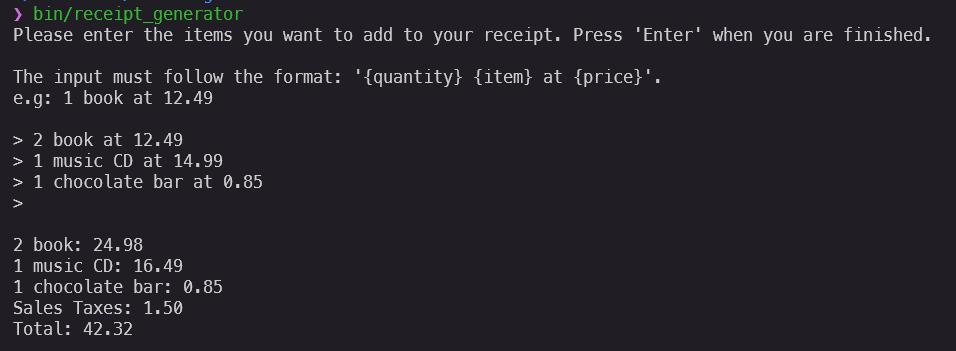 ❯ bin/receipt_generator
Please enter the items you want to add to your receipt. Press 'Enter' when you are finished.
The input must follow the format: '{quantity} {item} at {price}'.
e.g: 1 book at 12.49
> 2 book at 12.49
> 1 music CD at 14.99
> 1 chocolate bar at 0.85
>
2 book: 24.98
1 music CD: 16.49
1 chocolate bar: 0.85
Sales Taxes: 1.50
Total: 42.32